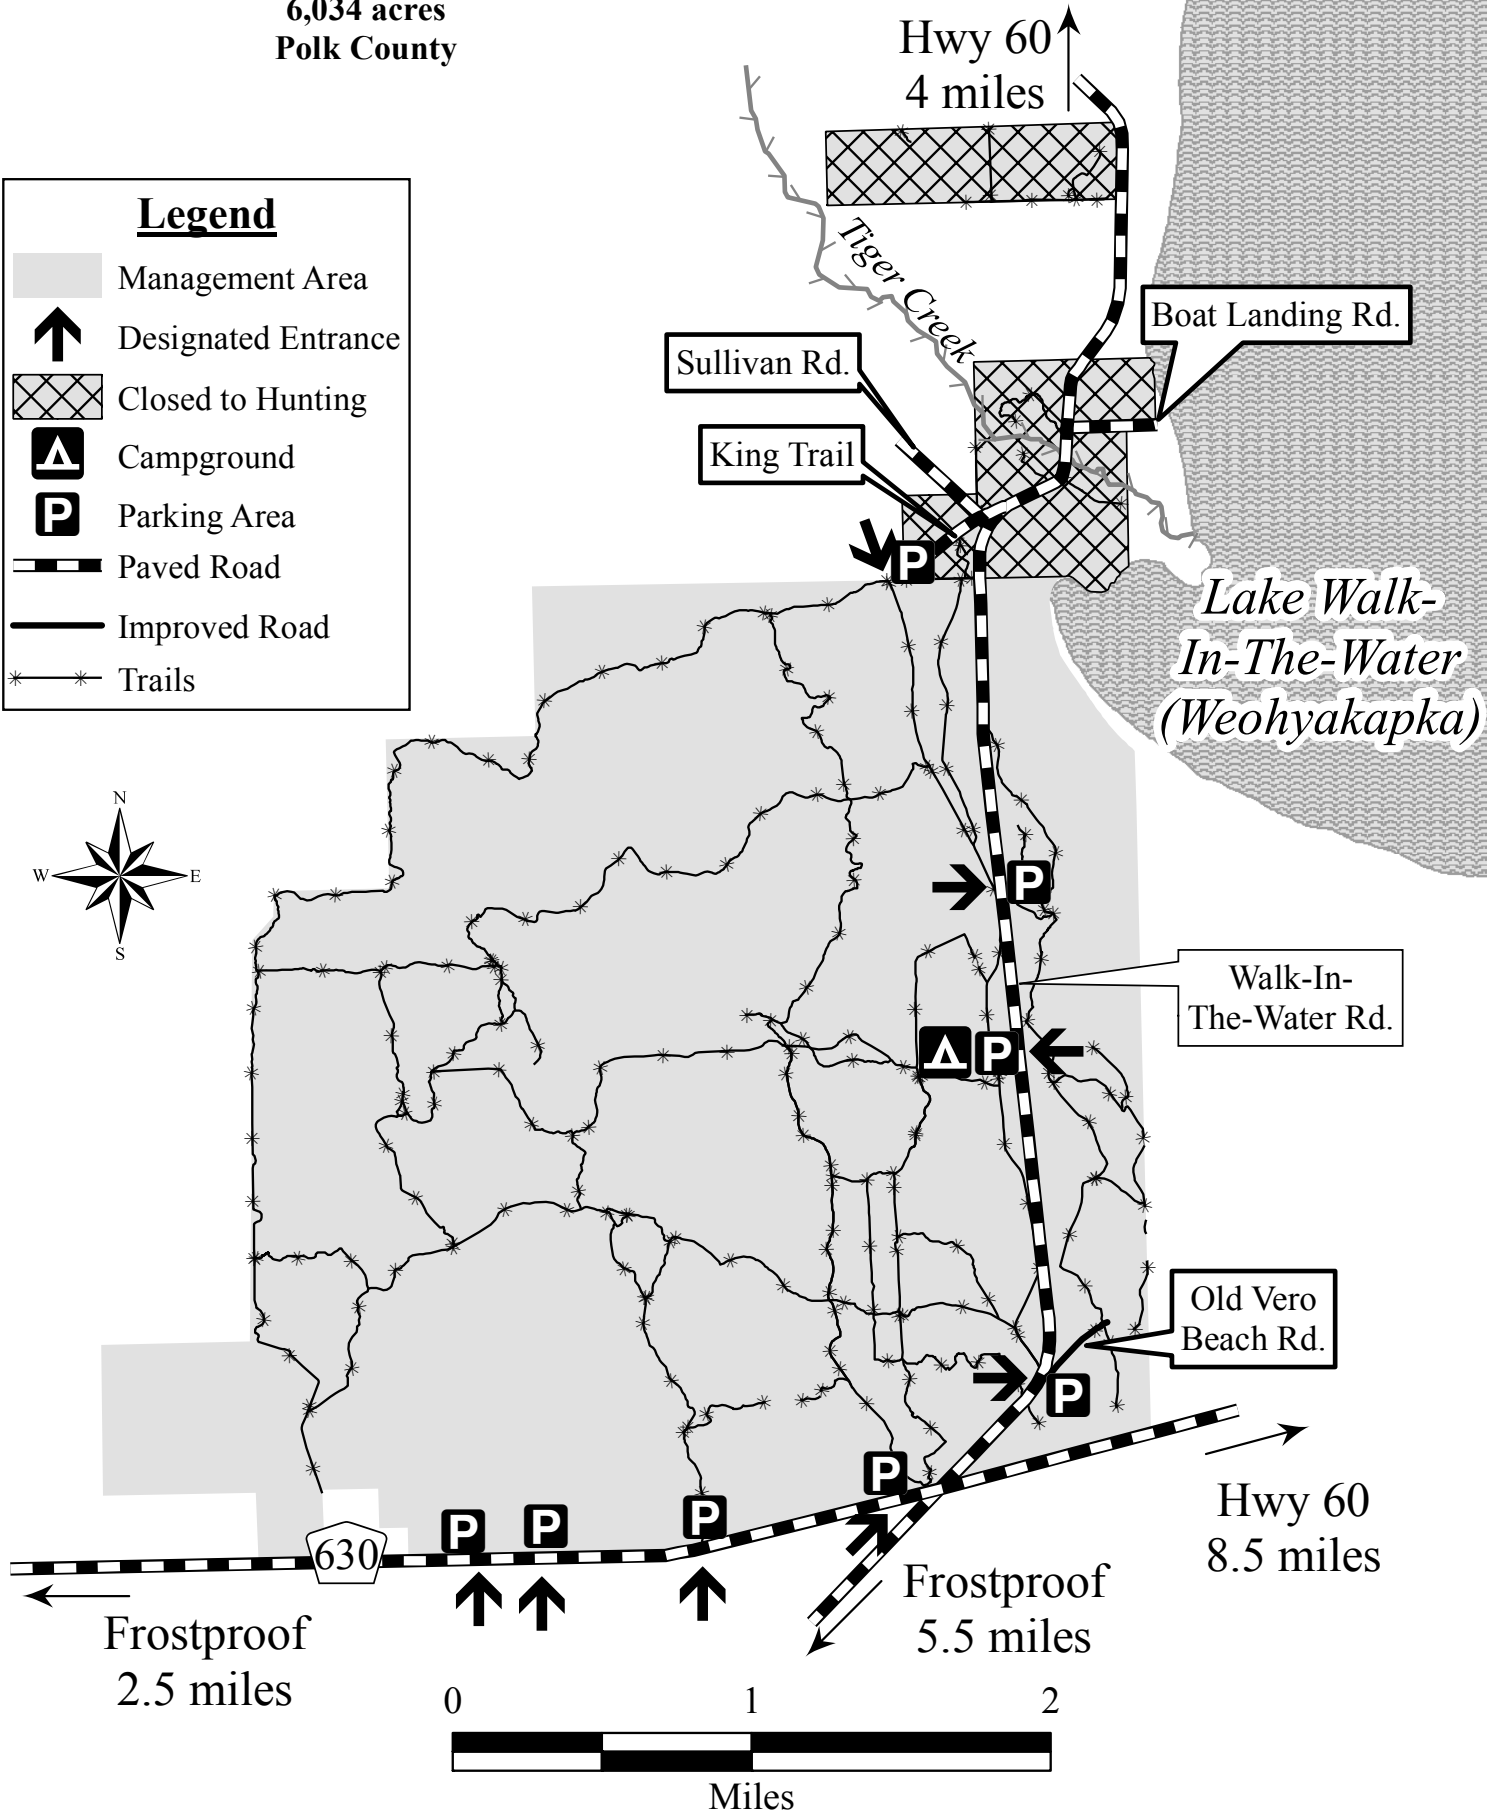 6,034 acres
Polk County
Hwy 60
4 miles
Legend
Management Area
Designated Entrance
Closed to Hunting
Campground
P
Parking Area
Paved Road
Improved Road
Trails
Tiger Creek
Boat Landing Rd.
Sullivan Rd.
King Trail
P
Lake Walk-
In-The-Water
(Weohyakapka)
N
W
E
S
P
Walk-In-
The-Water Rd.
P
Old Vero
Beach Rd.
P
P
P
P
P
630
Hwy 60
8.5 miles
Frostproof
5.5 miles
Frostproof
2.5 miles
0
1
2
Miles